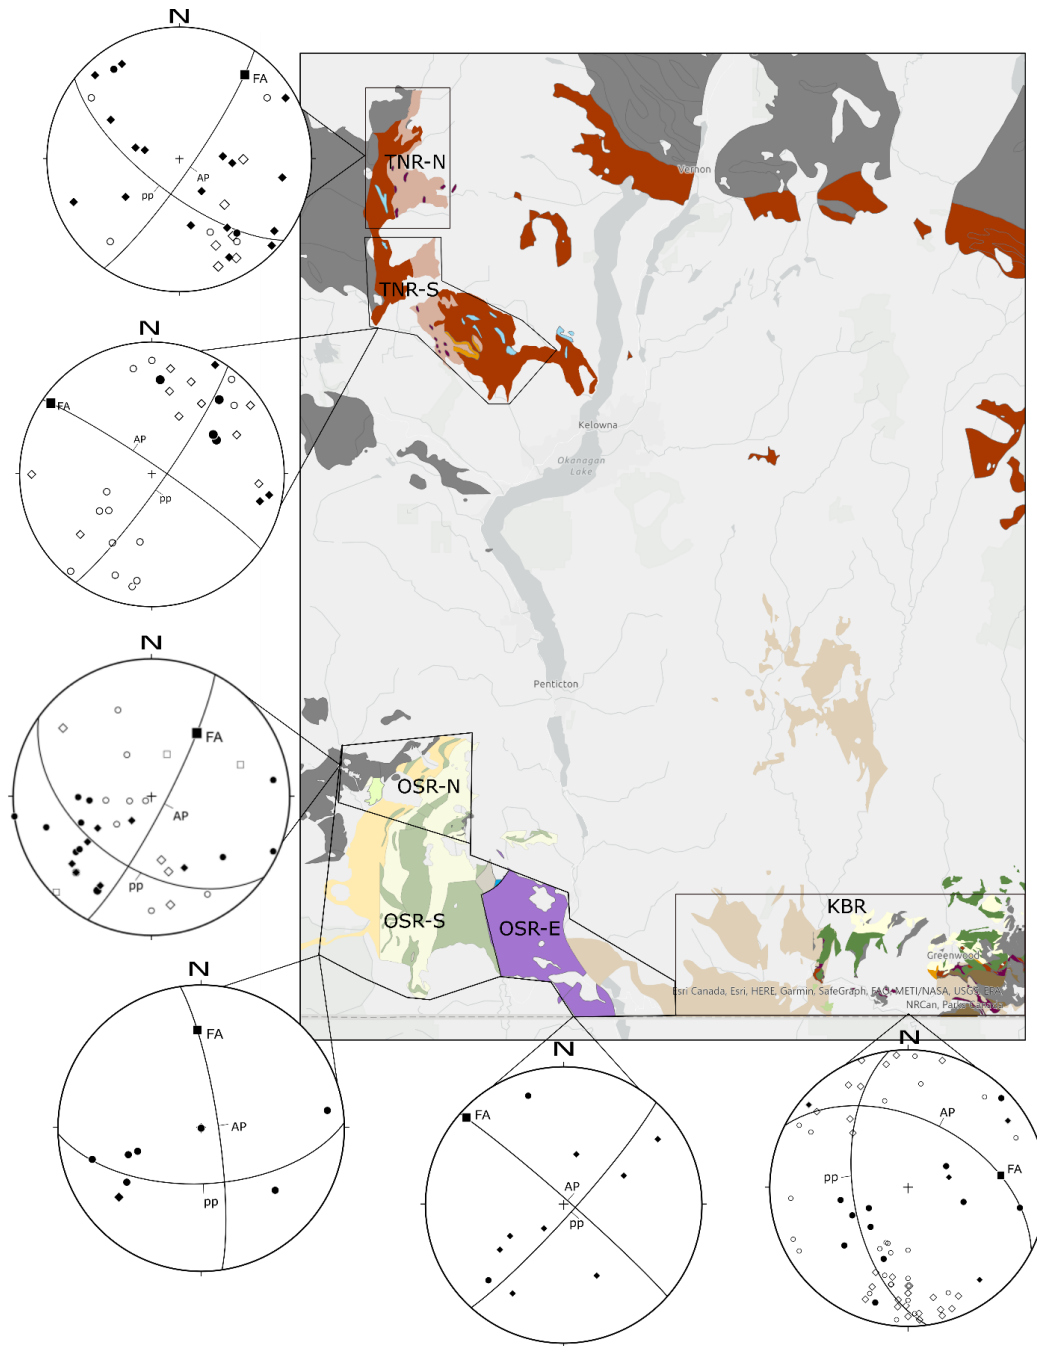 N
FA
AP
pp
TNR-N
Vernon
TNR-S
N
FA
AP
pp
Kelowna
Okanagan
Lake
N
FA
AP
pp
Penticton
OSR-N
OSR-S
OSR-E
KBR
Greenwood
Esri Canada, Esri, HERE, Garmin, SafeGraph, FAO, METI/NASA, USGS, EPA,
NRCan, Parks Canada
N
FA
AP
pp
N
FA
AP
pp
N
AP
FA
pp